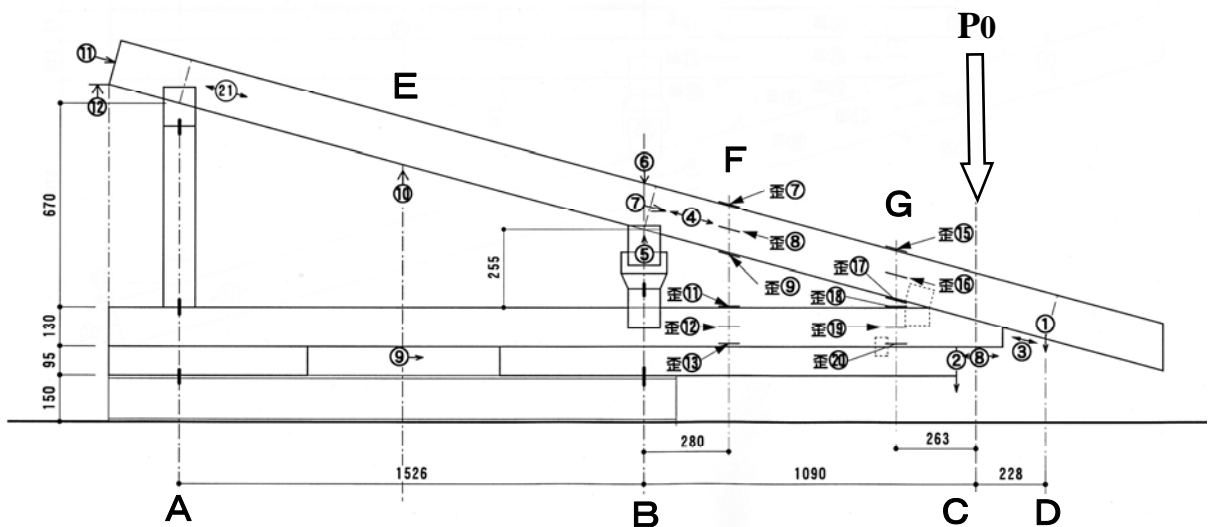 P0
⑪
⑫
㉑
E
F
G
⑥
⑦
④
⑤
⑩
歪⑦
歪⑧
歪⑨
歪⑪
歪⑫
歪⑬
歪⑮
歪⑯
歪⑰
歪⑱
歪⑲
歪⑳
①
②
⑧
③
⑨
670
255
130
95
150
280
263
1526
1090
228
A
B
C
D